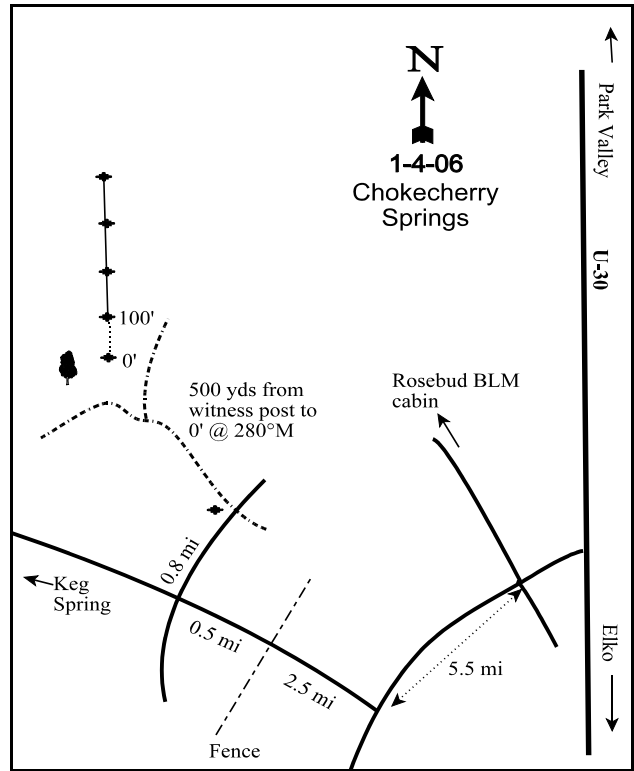 N
1-4-06
Chokecherry
Springs
Park Valley
U-30
Elko
100'
0'
500 yds from
witness post to
0' @ 280°M
Rosebud BLM
cabin
0.8 mi
Keg
Spring
0.5 mi
2.5 mi
5.5 mi
Fence